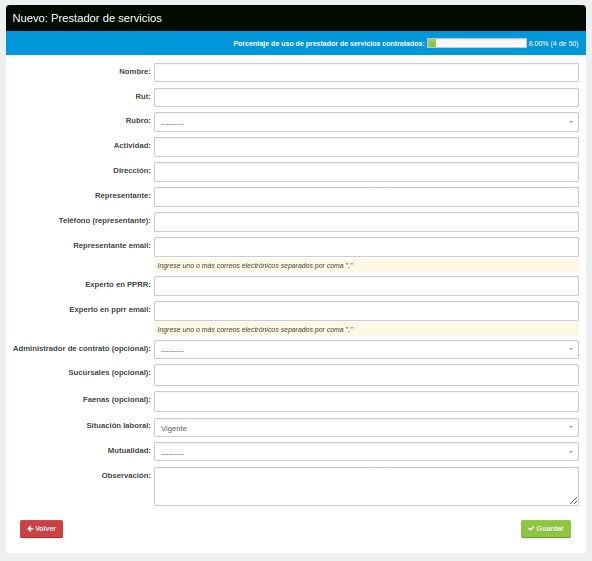 Nuevo: Prestador de servicios
Porcentaje de uso de prestador de servicios contratados: 8.00% (4 de 50)
Nombre:
Rut:
Rubro: ---------
Actividad:
Dirección:
Representante:
Teléfono (representante):
Representante email:
Ingrese uno o más correos electrónicos separados por coma ","
Experto en PPRR:
Experto en pprr email:
Ingrese uno o más correos electrónicos separados por coma ","
Administrador de contrato (opcional): ---------
Sucursales (opcional):
Faenas (opcional):
Situación laboral: Vigente
Mutualidad: ---------
Observación:
Volver Guardar